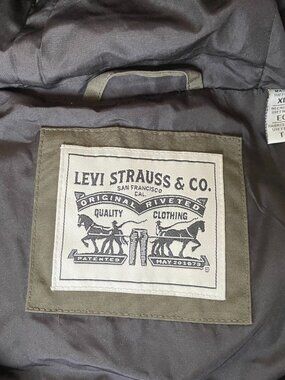 LEVI STRAUSS & CO.
SAN FRANCISCO
CAL.
ORIGINAL RIVETED
QUALITY CLOTHING
PATENTED MAY 20 1873